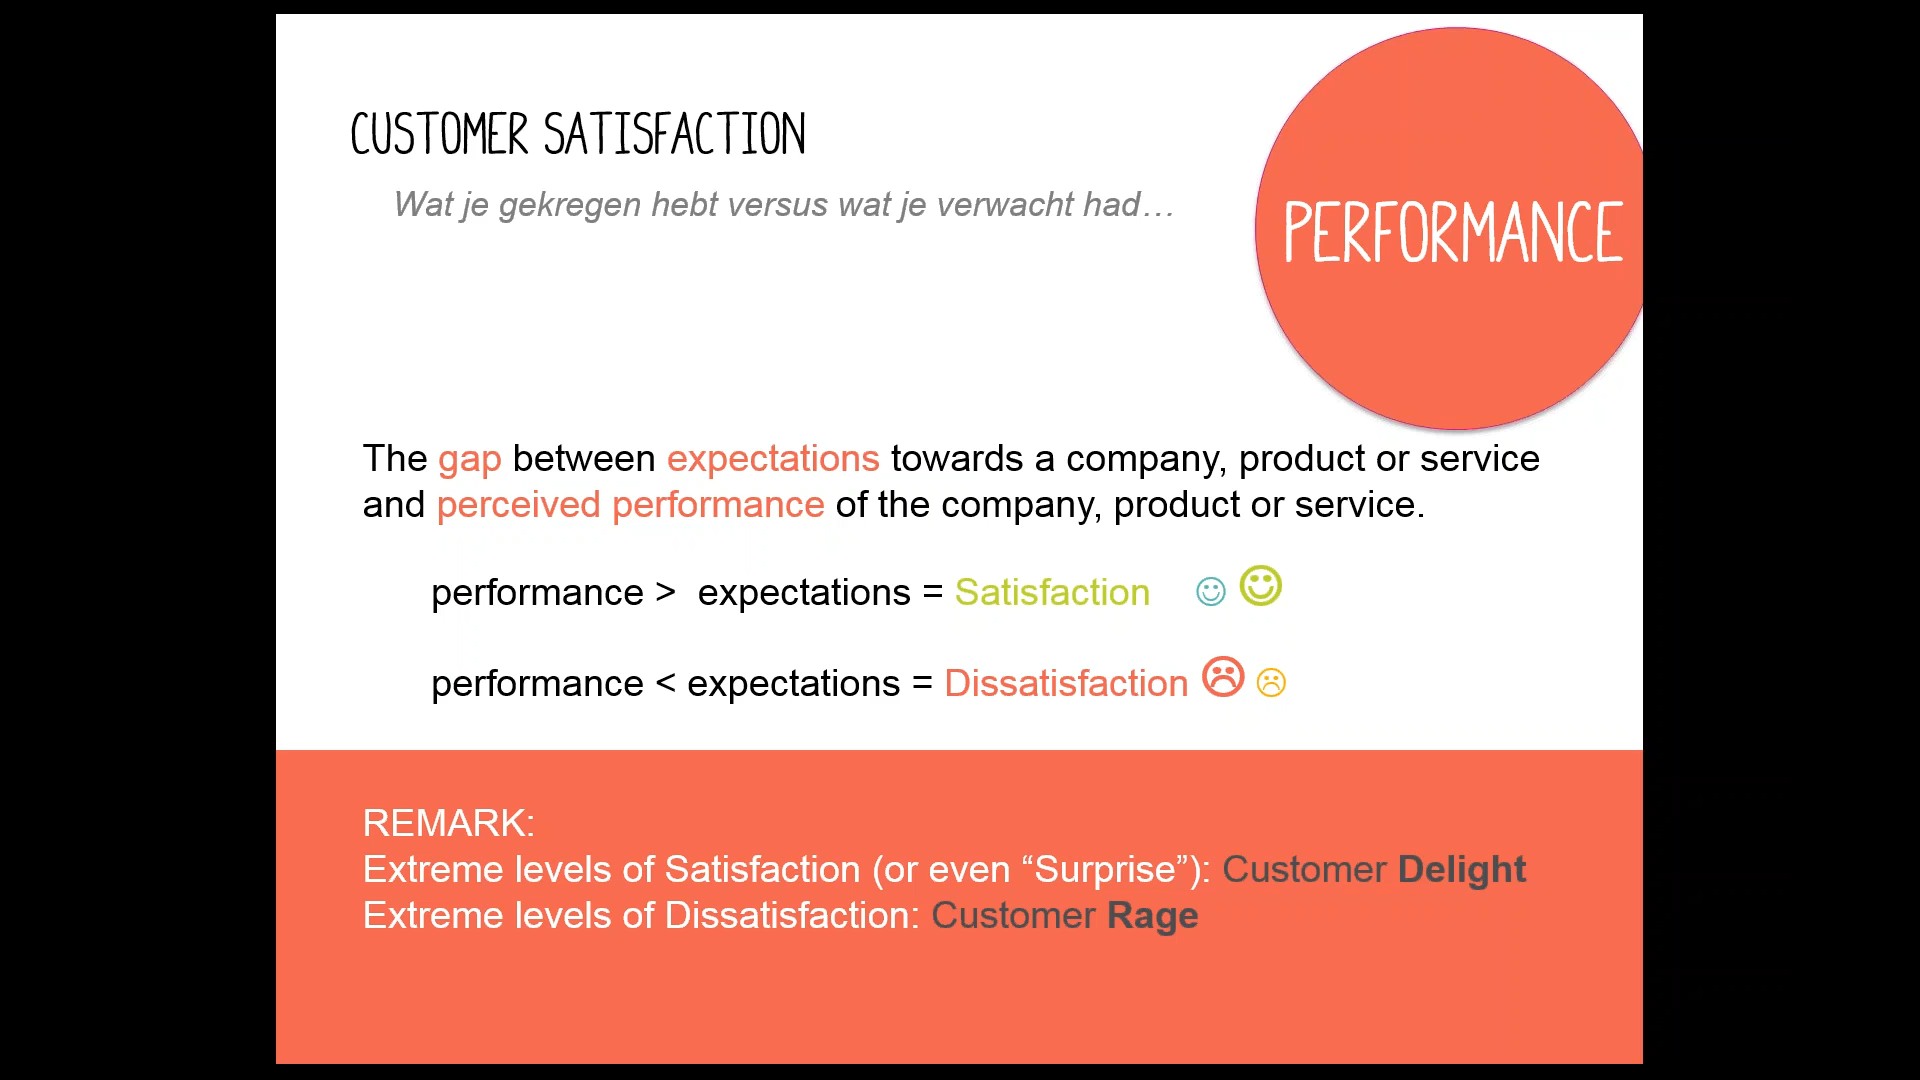 CUSTOMER SATISFACTION
Wat je gekregen hebt versus wat je verwacht had…
PERFORMANCE
The gap between expectations towards a company, product or service
and perceived performance of the company, product or service.
performance >  expectations = Satisfaction
performance < expectations = Dissatisfaction
REMARK:
Extreme levels of Satisfaction (or even “Surprise”): Customer Delight
Extreme levels of Dissatisfaction: Customer Rage